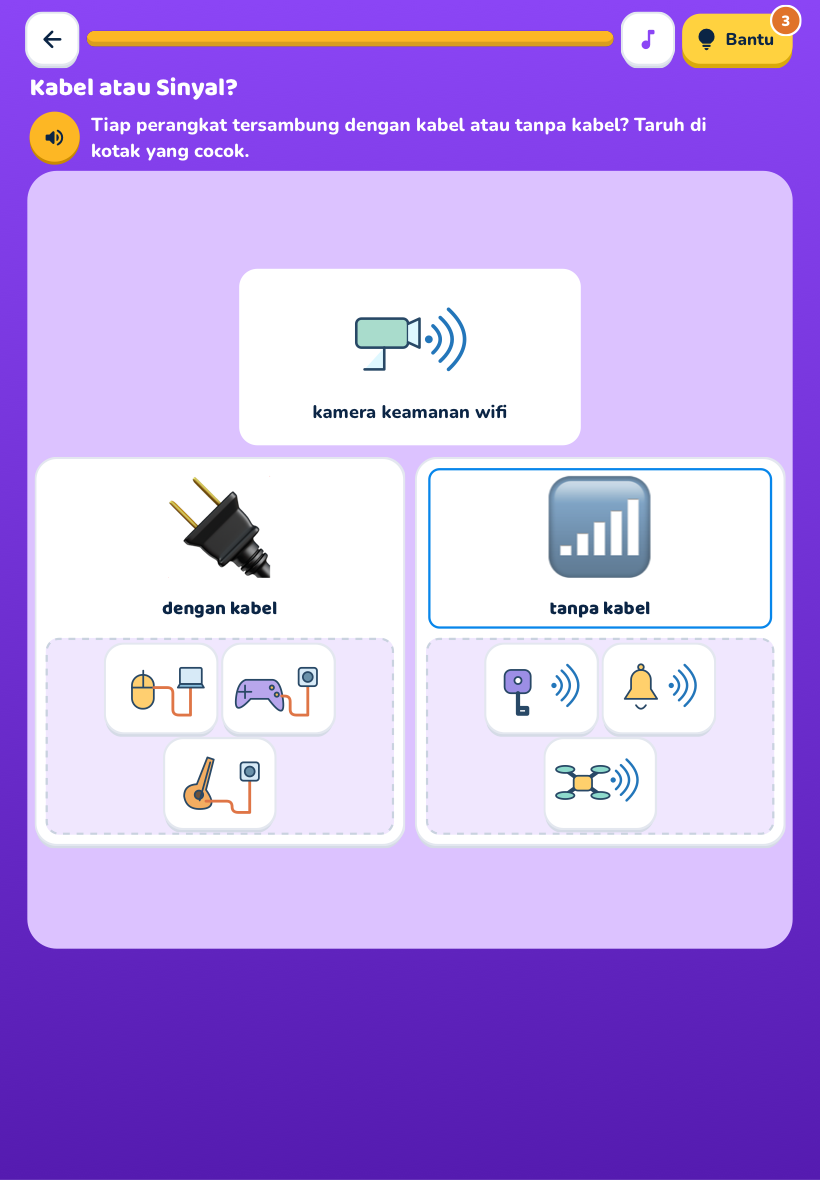 3
Bantu
Kabel atau Sinyal?
Tiap perangkat tersambung dengan kabel atau tanpa kabel? Taruh di
kotak yang cocok.
kamera keamanan wifi
dengan kabel
tanpa kabel